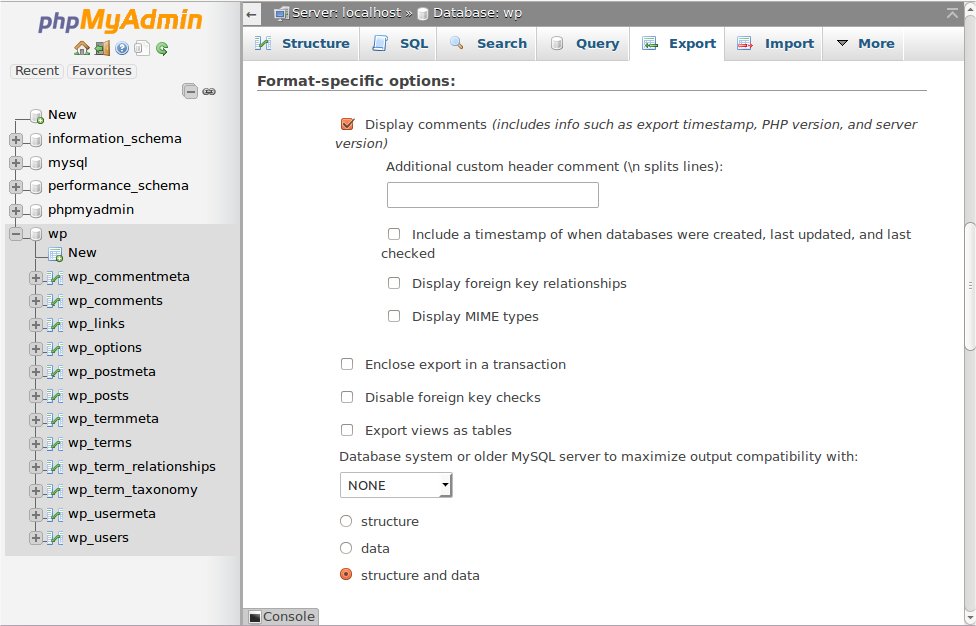 phpMyAdmin
Recent Favorites
New
information_schema
mysql
performance_schema
phpmyadmin
wp
New
wp_commentmeta
wp_comments
wp_links
wp_options
wp_postmeta
wp_posts
wp_termmeta
wp_terms
wp_term_relationships
wp_term_taxonomy
wp_usermeta
wp_users
Server: localhost » Database: wp
Structure SQL Search Query Export Import More
Format-specific options:
Display comments (includes info such as export timestamp, PHP version, and server
version)
Additional custom header comment (\n splits lines):
Include a timestamp of when databases were created, last updated, and last
checked
Display foreign key relationships
Display MIME types
Enclose export in a transaction
Disable foreign key checks
Export views as tables
Database system or older MySQL server to maximize output compatibility with:
NONE
structure
data
structure and data
Console